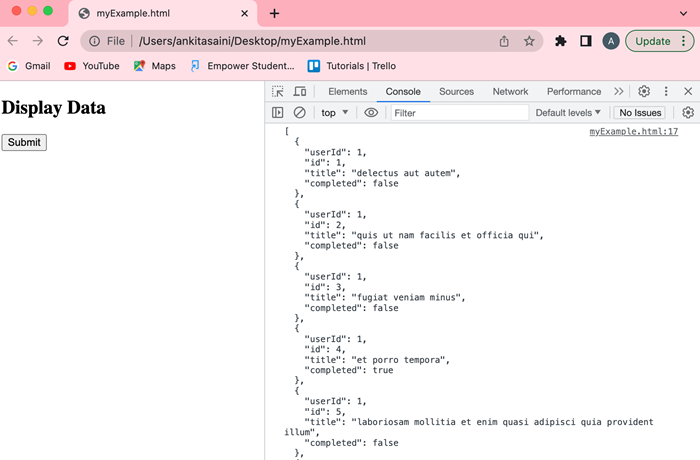 myExample.html
File /Users/ankitasaini/Desktop/myExample.html A Update
Gmail YouTube Maps Empower Student... Tutorials | Trello
Display Data
Submit
Elements Console Sources Network Performance
top Filter Default levels No Issues
myExample.html:17
[
{
"userId": 1,
"id": 1,
"title": "delectus aut autem",
"completed": false
},
{
"userId": 1,
"id": 2,
"title": "quis ut nam facilis et officia qui",
"completed": false
},
{
"userId": 1,
"id": 3,
"title": "fugiat veniam minus",
"completed": false
},
{
"userId": 1,
"id": 4,
"title": "et porro tempora",
"completed": true
},
{
"userId": 1,
"id": 5,
"title": "laboriosam mollitia et enim quasi adipisci quia provident
illum",
"completed": false
},